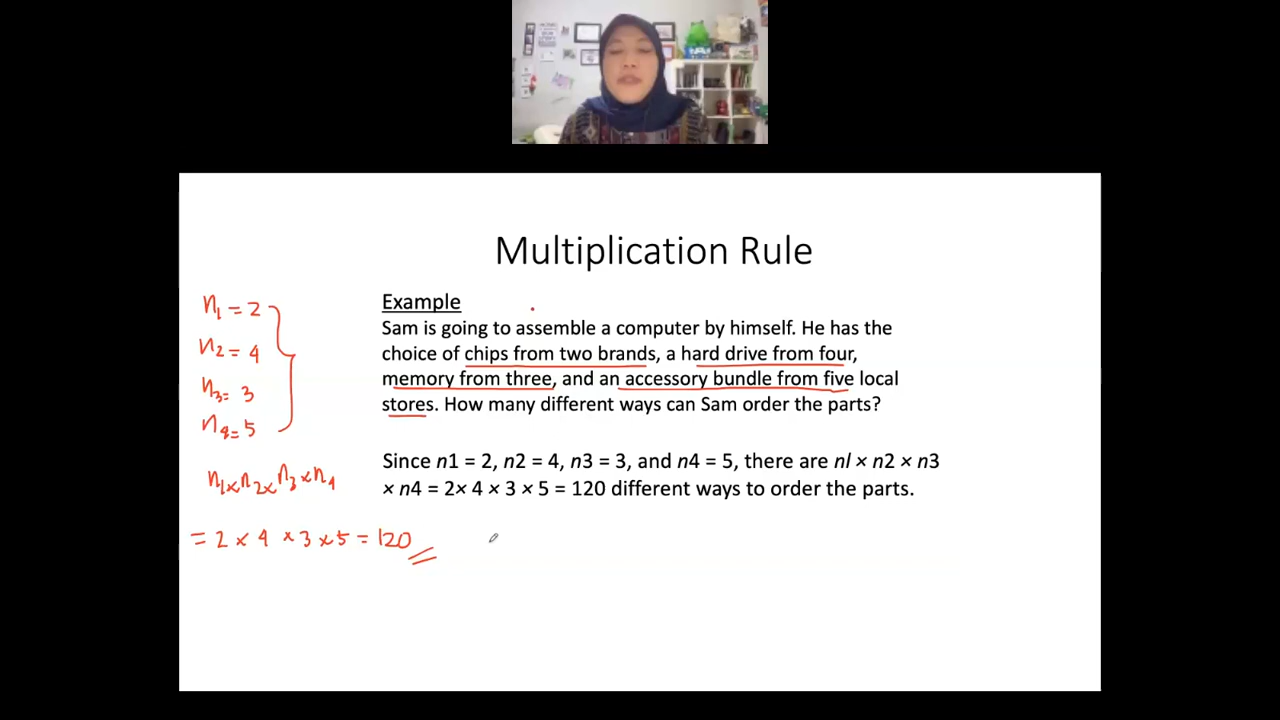 Multiplication Rule
Example
Sam is going to assemble a computer by himself. He has the
choice of chips from two brands, a hard drive from four,
memory from three, and an accessory bundle from five local
stores. How many different ways can Sam order the parts?
Since n1 = 2, n2 = 4, n3 = 3, and n4 = 5, there are nl × n2 × n3
× n4 = 2× 4 × 3 × 5 = 120 different ways to order the parts.
n1 = 2
n2 = 4
n3 = 3
n4 = 5
n1 × n2 × n3 × n4
= 2 × 4 × 3 × 5 = 120